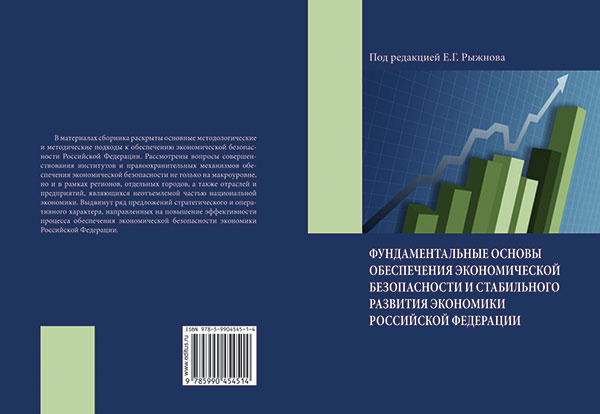 В материалах сборника раскрыты основные методологические
и методические подходы к обеспечению экономической безопас-
ности Российской Федерации. Рассмотрены вопросы совершен-
ствования институтов и правоохранительных механизмов обе-
спечения экономической безопасности не только на макроуровне,
но и в рамках регионов, отдельных городов, а также отраслей и
предприятий, являющихся неотъемлемой частью национальной
экономики. Выдвинут ряд предложений стратегического и опера-
тивного характера, направленных на повышение эффективности
процесса обеспечения экономической безопасности экономики
Российской Федерации.
www.editus.ru
ISBN 978-5-9904545-1-4
9 785990 454514
Под редакцией Е.Г. Рыжнова
ФУНДАМЕНТАЛЬНЫЕ ОСНОВЫ
ОБЕСПЕЧЕНИЯ ЭКОНОМИЧЕСКОЙ
БЕЗОПАСНОСТИ И СТАБИЛЬНОГО
РАЗВИТИЯ ЭКОНОМИКИ
РОССИЙСКОЙ ФЕДЕРАЦИИ